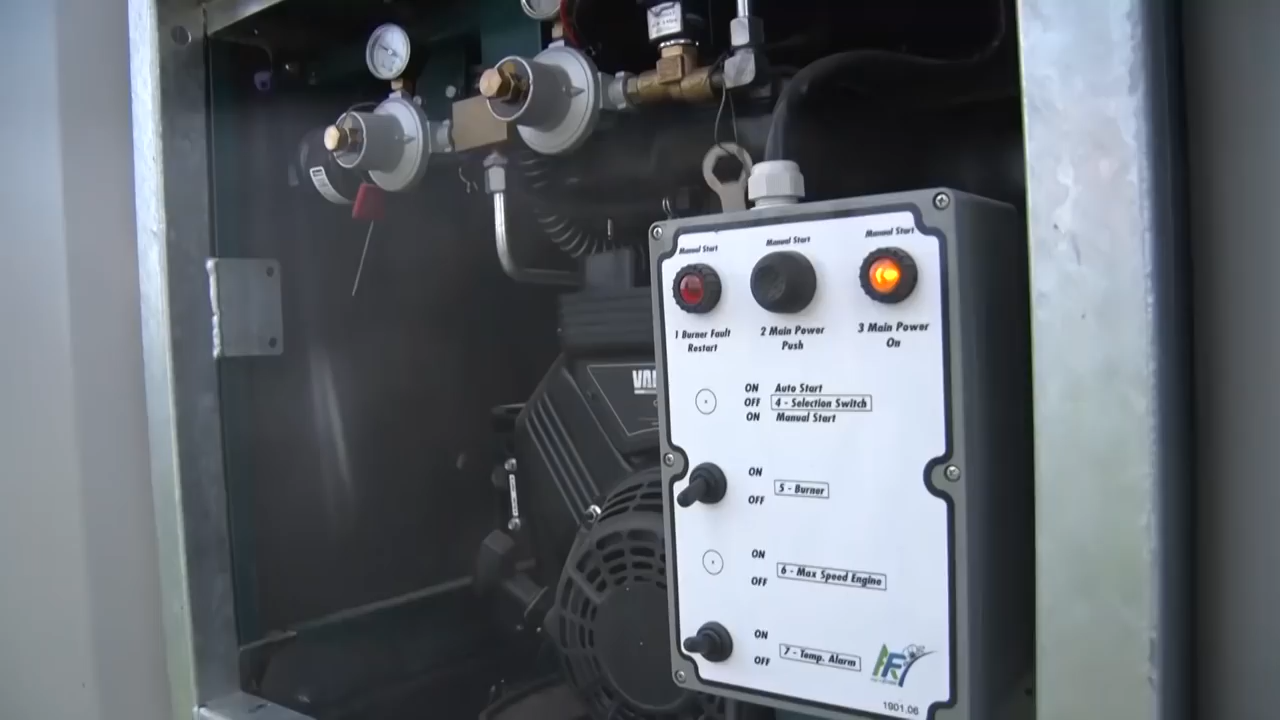 Manual Start
Manual Start
Manual Start
1 Burner Fault
Restart
2 Main Power
Push
3 Main Power
On
ON Auto Start
OFF 4 - Selection Switch
ON Manual Start
ON
OFF
5 - Burner
ON
OFF
6 - Max Speed Engine
ON
OFF
7 - Temp. Alarm
1901.06